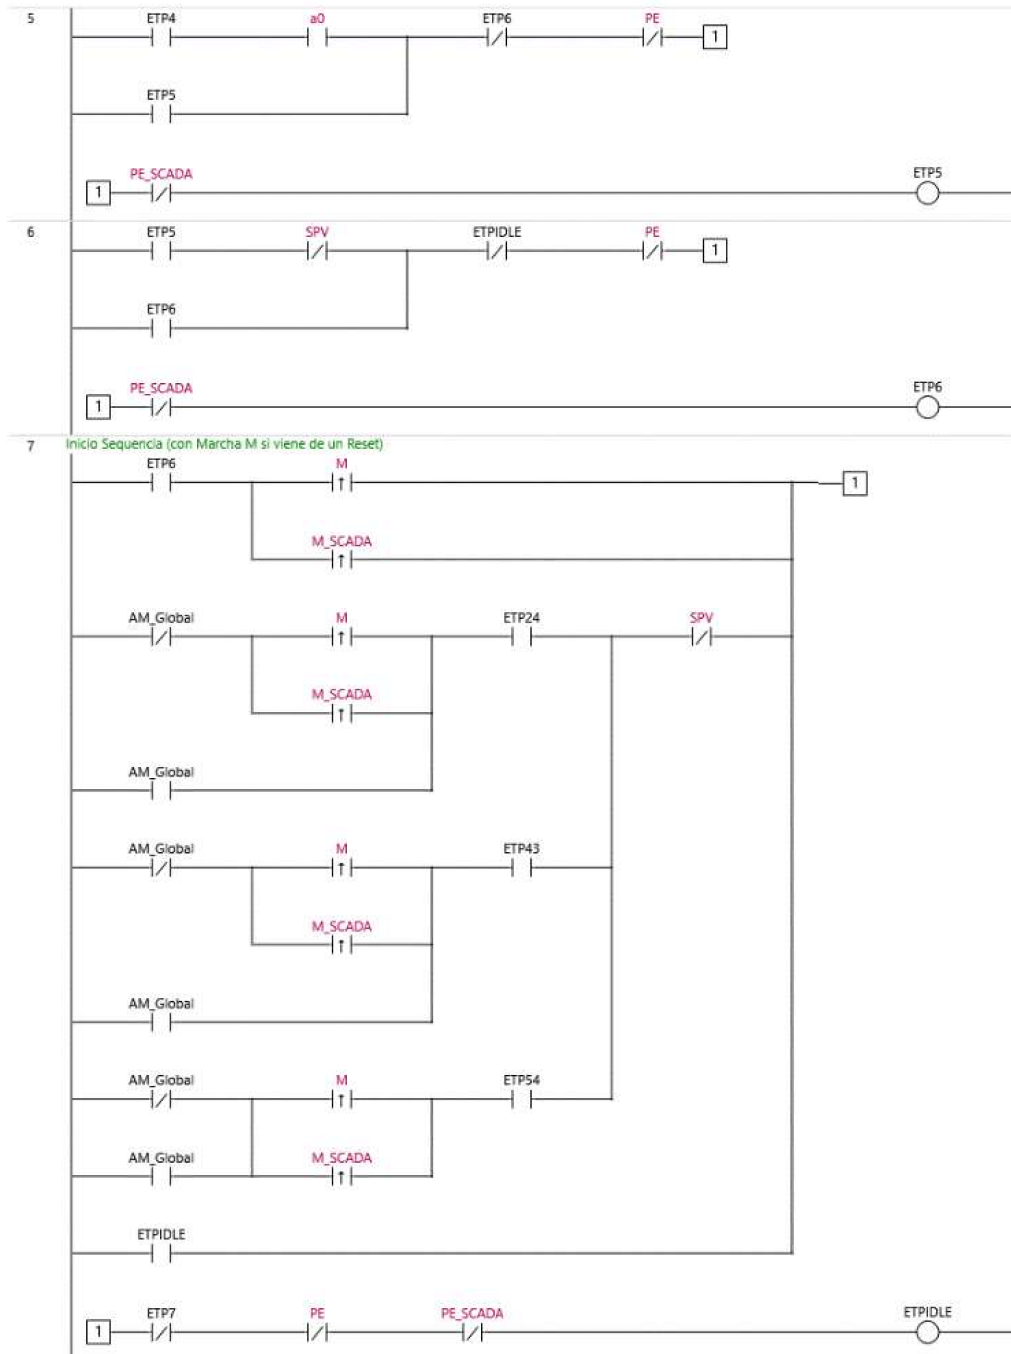 5
ETP4 a0 ETP6 PE
1
ETP5
PE_SCADA ETP5
1
6
ETP5 SPV ETPIDLE PE
1
ETP6
PE_SCADA ETP6
1
7 Inicio Sequencia (con Marcha M si viene de un Reset)
ETP6 M
1
M_SCADA
AM_Global M ETP24 SPV
M_SCADA
AM_Global
AM_Global M ETP43
M_SCADA
AM_Global
AM_Global M ETP54
AM_Global M_SCADA
ETPIDLE
ETP7 PE PE_SCADA ETPIDLE
1